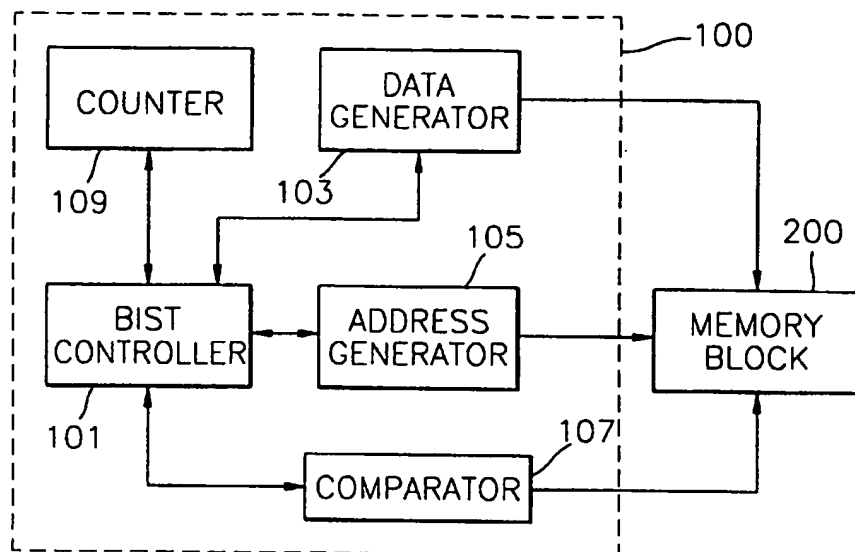 100
COUNTER
DATA
GENERATOR
109
103
105
200
BIST
CONTROLLER
ADDRESS
GENERATOR
MEMORY
BLOCK
101
107
COMPARATOR